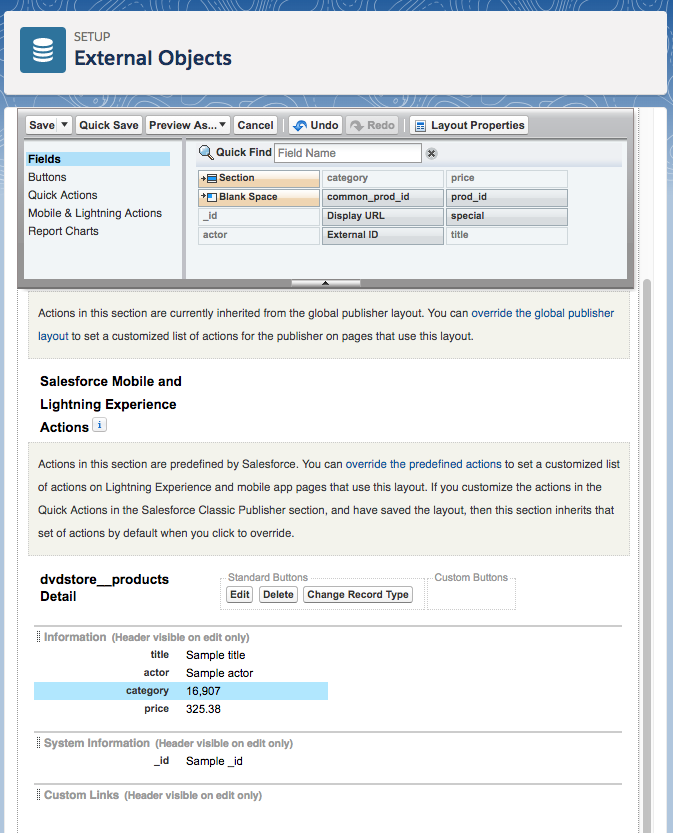 SETUP
External Objects
Save Quick Save Preview As... Cancel Undo Redo Layout Properties
Fields
Buttons
Quick Actions
Mobile & Lightning Actions
Report Charts
Quick Find Field Name
Section category price
Blank Space common_prod_id prod_id
_id Display URL special
actor External ID title
Actions in this section are currently inherited from the global publisher layout. You can override the global publisher
layout to set a customized list of actions for the publisher on pages that use this layout.
Salesforce Mobile and
Lightning Experience
Actions i
Actions in this section are predefined by Salesforce. You can override the predefined actions to set a customized list
of actions on Lightning Experience and mobile app pages that use this layout. If you customize the actions in the
Quick Actions in the Salesforce Classic Publisher section, and have saved the layout, then this section inherits that
set of actions by default when you click to override.
dvdstore__products
Detail
Standard Buttons
Edit Delete Change Record Type
Custom Buttons
Information (Header visible on edit only)
title Sample title
actor Sample actor
category 16,907
price 325.38
System Information (Header visible on edit only)
_id Sample _id
Custom Links (Header visible on edit only)